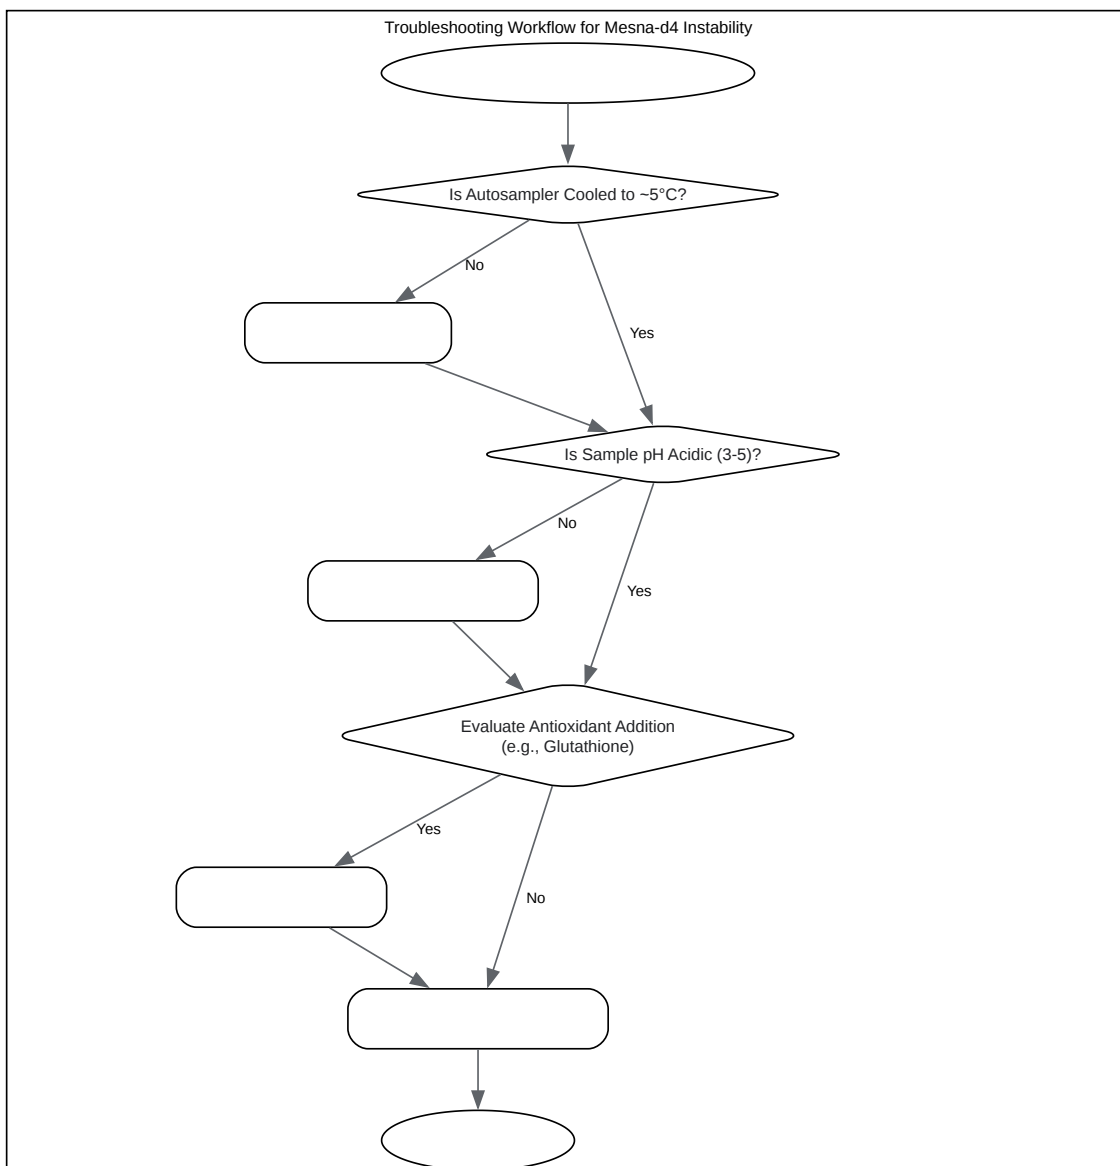 Troubleshooting Workflow for Mesna-d4 Instability
Is Autosampler Cooled to ~5°C?
No
Yes
Is Sample pH Acidic (3-5)?
No
Yes
Evaluate Antioxidant Addition
(e.g., Glutathione)
Yes
No